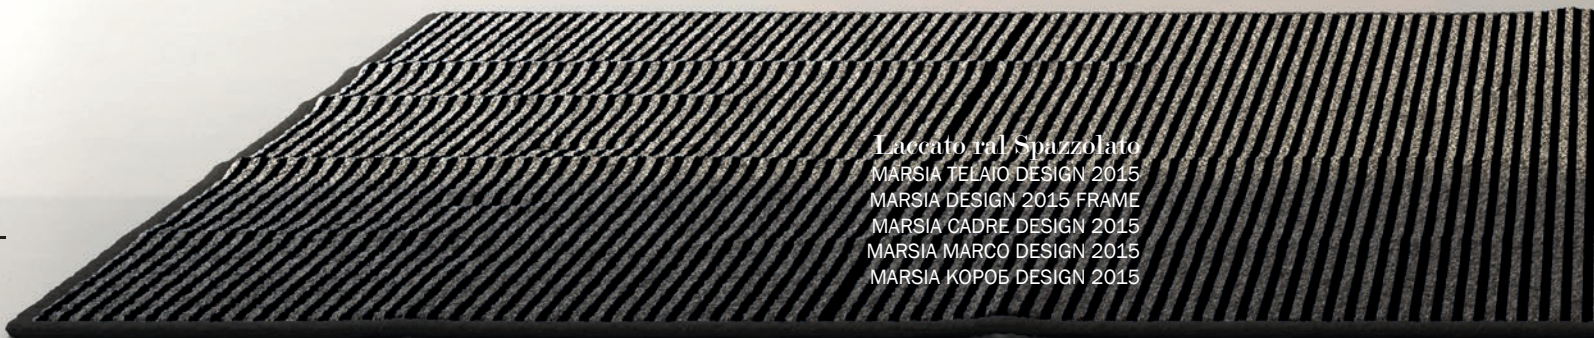 Laccato ral Spazzolato
MARSIA TELAIO DESIGN 2015
MARSIA DESIGN 2015 FRAME
MARSIA CADRE DESIGN 2015
MARSIA MARCO DESIGN 2015
MARSIA КОРОБ DESIGN 2015